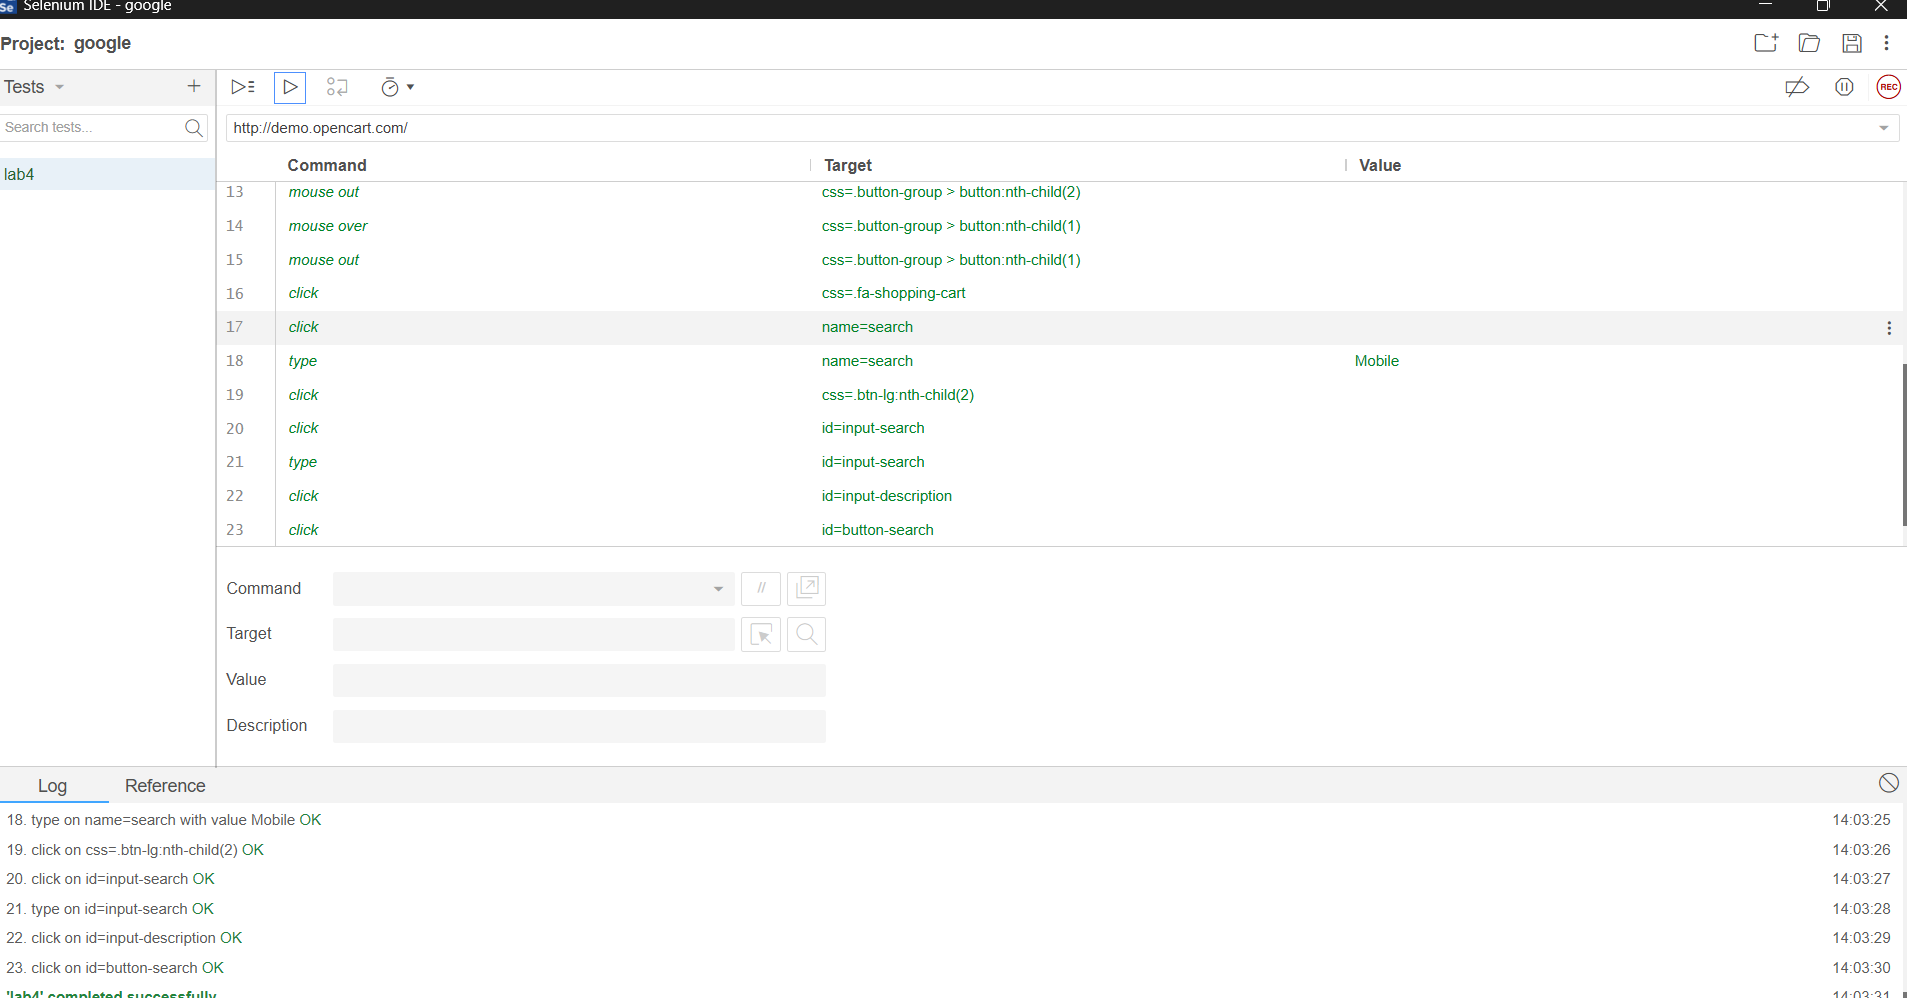 Se Selenium IDE - google
Project: google
Tests
Search tests...
lab4
REC
http://demo.opencart.com/
Command Target Value
13 mouse out css=.button-group > button:nth-child(2)
14 mouse over css=.button-group > button:nth-child(1)
15 mouse out css=.button-group > button:nth-child(1)
16 click css=.fa-shopping-cart
17 click name=search
18 type name=search Mobile
19 click css=.btn-lg:nth-child(2)
20 click id=input-search
21 type id=input-search
22 click id=input-description
23 click id=button-search
Command //
Target
Value
Description
Log Reference
18. type on name=search with value Mobile OK 14:03:25
19. click on css=.btn-lg:nth-child(2) OK 14:03:26
20. click on id=input-search OK 14:03:27
21. type on id=input-search OK 14:03:28
22. click on id=input-description OK 14:03:29
23. click on id=button-search OK 14:03:30
'lab4' completed successfully 14:03:31